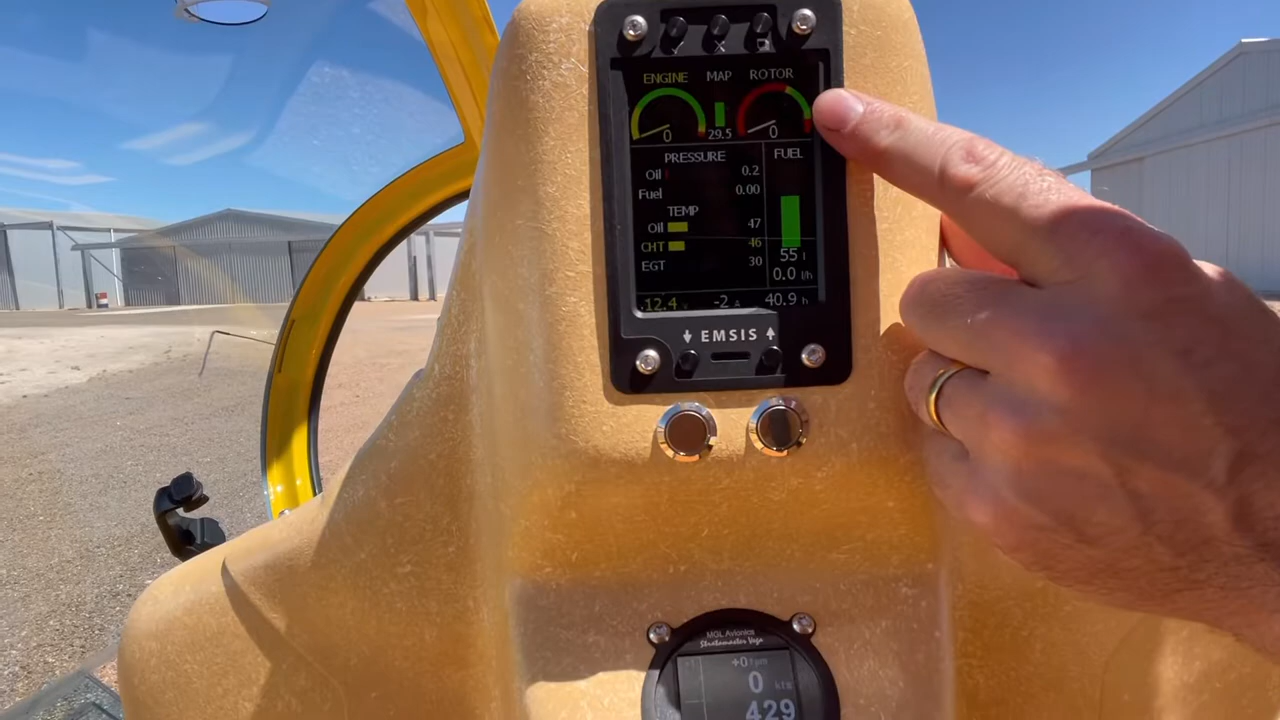 ENGINE MAP ROTOR
0 29.5 0
PRESSURE FUEL
Oil 0.2
Fuel 0.00
TEMP
Oil 47
CHT 46
EGT 30
55 l
0.0 l/h
12.4 v -2 A 40.9 h
EMSIS
MGL Avionics
Stratomaster Vega
+0 fpm
0 kts
429